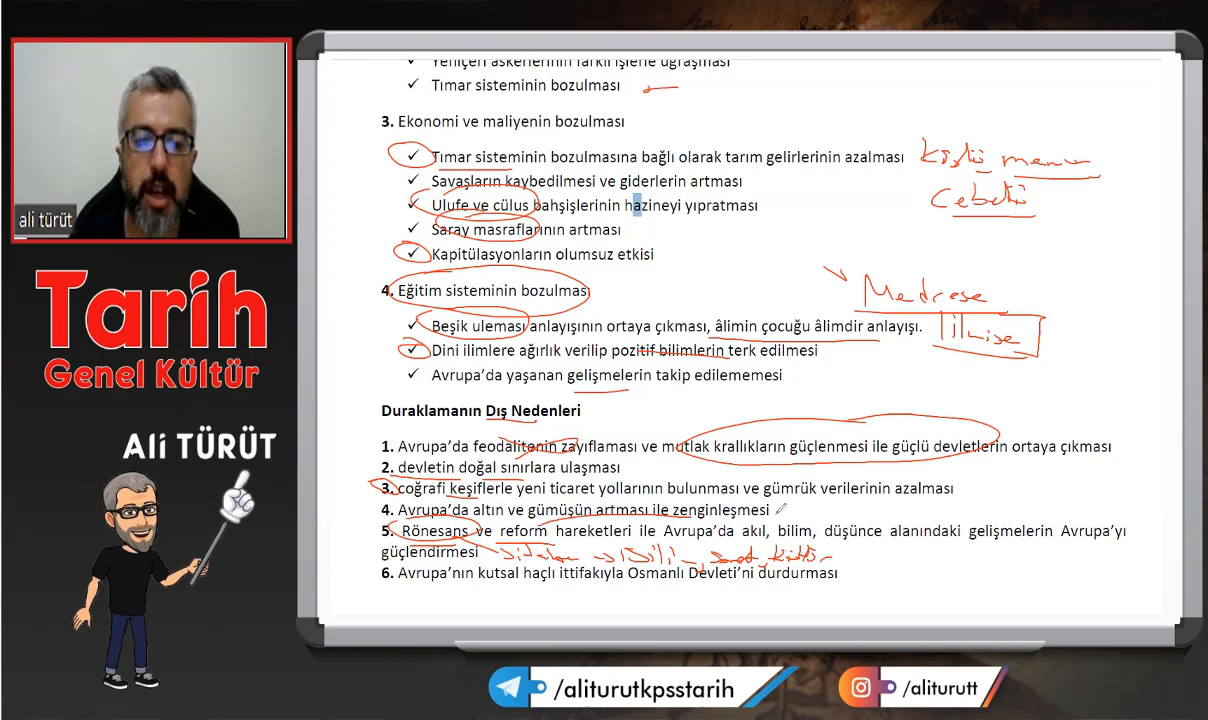 Yeniçeri askerlerinin farklı işlerle uğraşması
✓ Tımar sisteminin bozulması
3. Ekonomi ve maliyenin bozulması
✓ Tımar sisteminin bozulmasına bağlı olarak tarım gelirlerinin azalması
✓ Savaşların kaybedilmesi ve giderlerin artması
✓ Ulufe ve cülus bahşişlerinin hazineyi yıpratması
✓ Saray masraflarının artması
✓ Kapitülasyonların olumsuz etkisi
Cebelü
4. Eğitim sisteminin bozulması
Medrese
✓ Beşik uleması anlayışının ortaya çıkması, âlimin çocuğu âlimdir anlayışı.
İlmiye
✓ Dini ilimlere ağırlık verilip pozitif bilimlerin terk edilmesi
✓ Avrupa’da yaşanan gelişmelerin takip edilememesi
Duraklamanın Dış Nedenleri
1. Avrupa’da feodalitenin zayıflaması ve mutlak krallıkların güçlenmesi ile güçlü devletlerin ortaya çıkması
2. devletin doğal sınırlara ulaşması
3. coğrafi keşiflerle yeni ticaret yollarının bulunması ve gümrük verilerinin azalması
4. Avrupa’da altın ve gümüşün artması ile zenginleşmesi
5. Rönesans ve reform hareketleri ile Avrupa’da akıl, bilim, düşünce alanındaki gelişmelerin Avrupa’yı
güçlendirmesi
6. Avrupa’nın kutsal haçlı ittifakıyla Osmanlı Devleti’ni durdurması
ali türüt
Tarih
Genel Kültür
Ali TÜRÜT
/aliturutkpsstarih
/aliturutt